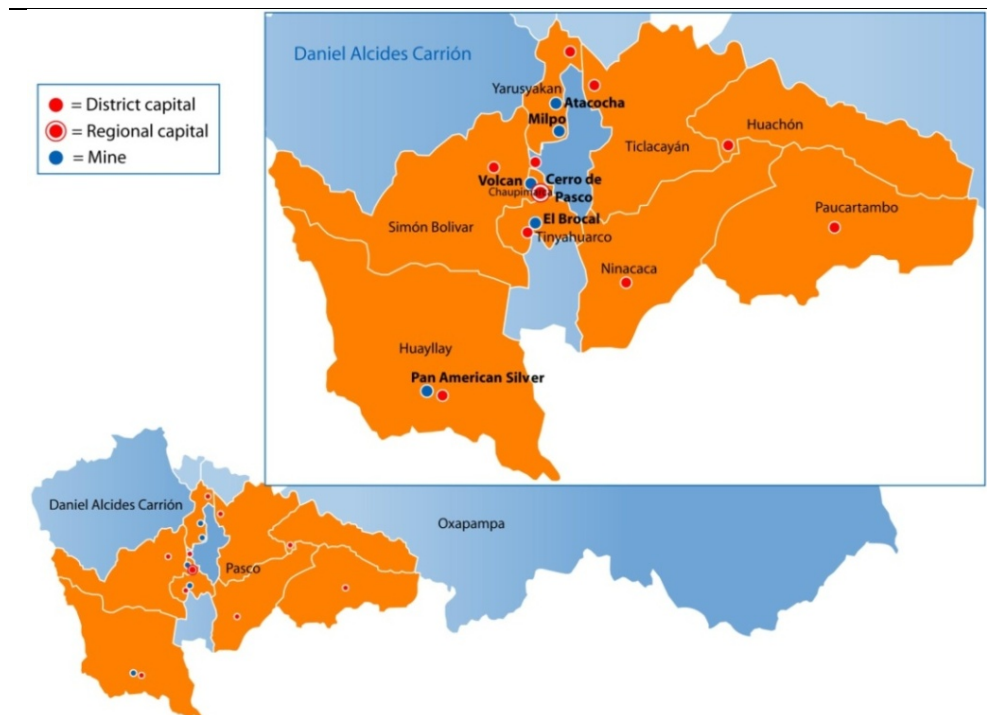 Daniel Alcides Carrión
= District capital
= Regional capital
= Mine
Yarusyakan
Atacocha
Milpo
Huachón
Ticlacayán
Volcan
Cerro de
Pasco
Chaupimarca
Paucartambo
Simón Bolivar
El Brocal
Tinyahuarco
Ninacaca
Huayllay
Pan American Silver
Daniel Alcides Carrión
Oxapampa
Pasco